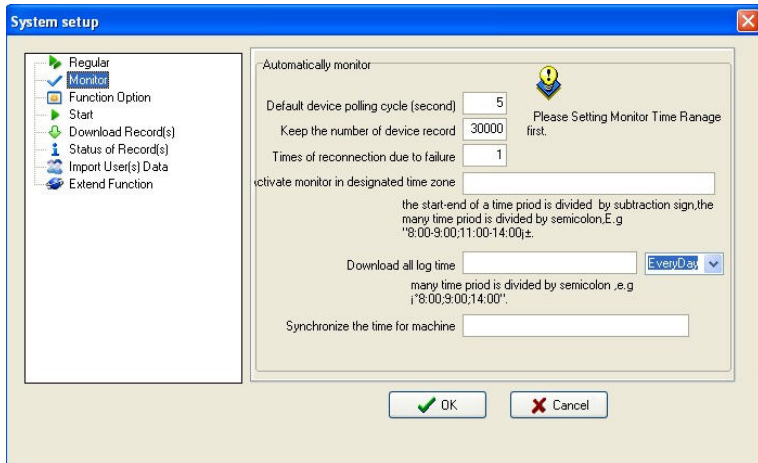 System setup
Regular
Monitor
Function Option
Start
Download Record(s)
Status of Record(s)
Import User(s) Data
Extend Function
Automatically monitor
Default device polling cycle (second) 5
Keep the number of device record 30000
Please Setting Monitor Time Ranage
first.
Times of reconnection due to failure 1
ctivate monitor in designated time zone
the start-end of a time priod is divided by subtraction sign,the
many time priod is divided by semicolon,E.g
"8:00-9:00;11:00-14:00¡±.
Download all log time EveryDay
many time priod is divided by semicolon ,e.g
¡°8:00;9:00;14:00".
Synchronize the time for machine
OK Cancel